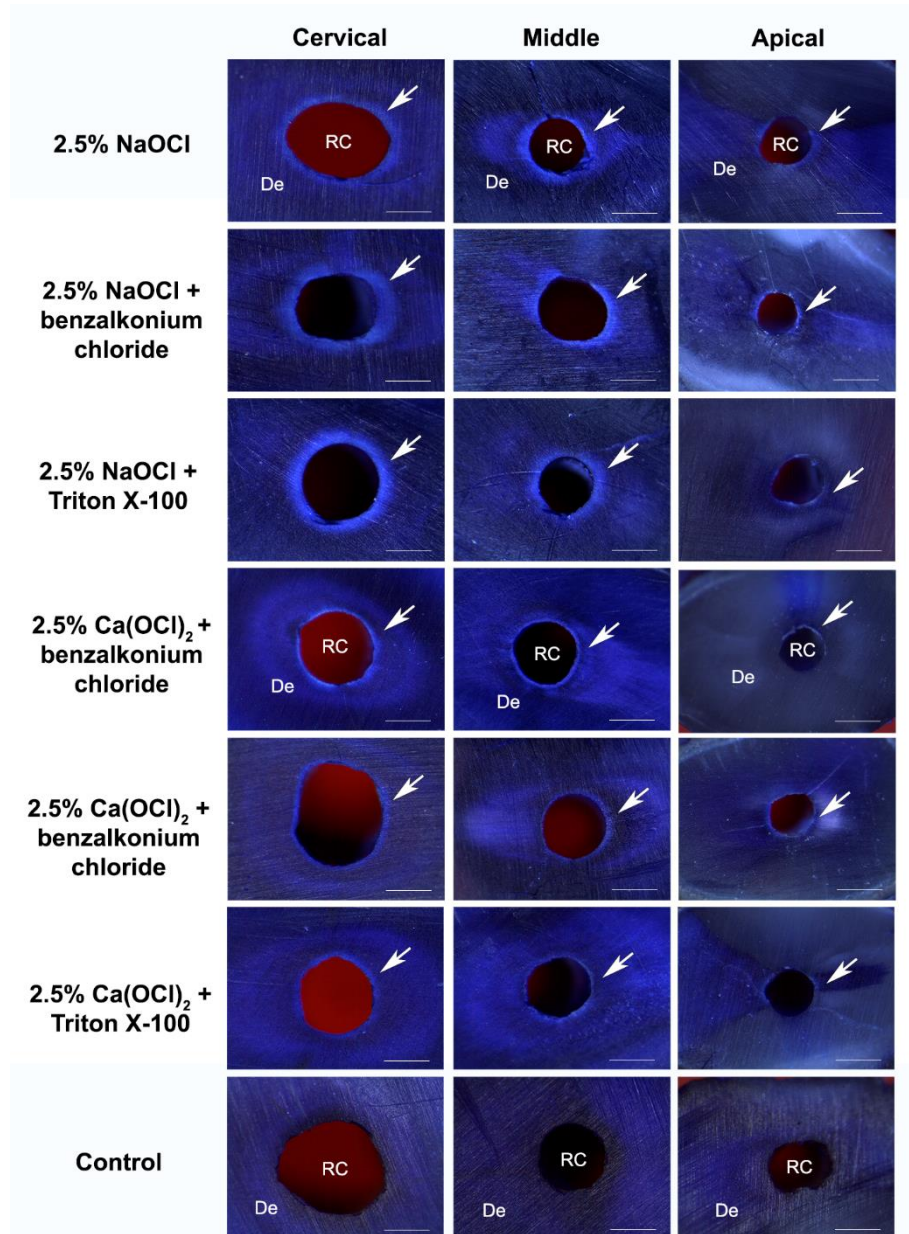 Cervical Middle Apical
2.5% NaOCl
RC RC RC
De De De
2.5% NaOCl +
benzalkonium
chloride
2.5% NaOCl +
Triton X-100
2.5% Ca(OCl)₂ +
benzalkonium
chloride
RC RC RC
De De De
2.5% Ca(OCl)₂ +
benzalkonium
chloride
2.5% Ca(OCl)₂ +
Triton X-100
Control
RC RC RC
De De De